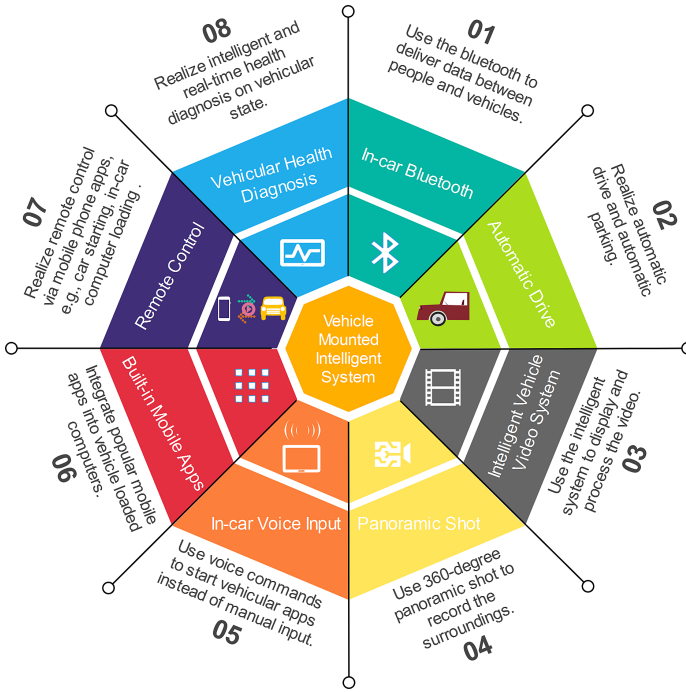 Vehicle
Mounted
Intelligent
System
01
Use the bluetooth to
deliver data between
people and vehicles.
In-car Bluetooth
02
Realize automatic
drive and automatic
parking.
Automatic Drive
03
Use the intelligent
system to display and
process the video.
Intelligent Vehicle
Video System
04
Use 360-degree
panoramic shot to
record the
surroundings.
Panoramic Shot
05
Use voice commands
to start vehicular apps
instead of manual input.
In-car Voice Input
06
Integrate popular mobile
apps into vehicle loaded
computers.
Built-in Mobile Apps
07
Realize remote control
via mobile phone apps,
e.g., car starting, in-car
computer loading .
Remote Control
08
Realize intelligent and
real-time health
diagnosis on vehicular
state.
Vehicular Health
Diagnosis